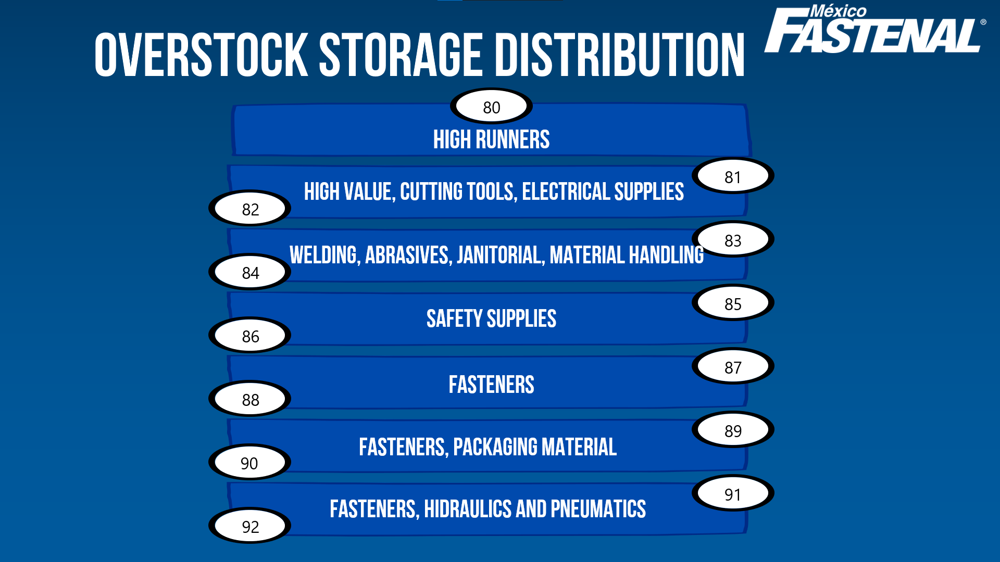 México
FASTENAL®
OVERSTOCK STORAGE DISTRIBUTION
80
HIGH RUNNERS
81
HIGH VALUE, CUTTING TOOLS, ELECTRICAL SUPPLIES
82
83
WELDING, ABRASIVES, JANITORIAL, MATERIAL HANDLING
84
85
SAFETY SUPPLIES
86
87
FASTENERS
88
89
FASTENERS, PACKAGING MATERIAL
90
91
FASTENERS, HIDRAULICS AND PNEUMATICS
92